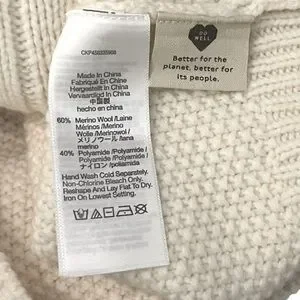 CKP458335908
Made In China
Fabriqué En Chine
Hergestellt in China
Vervaardigd In China
中国製
hecho en china
60% Merino Wool /Laine
Mérinos /Merino
Wolle /Merinowol /
メリノウール /lana
merino
40% Polyamide /Polyamide /
Polyamid /Polyamide /
ナイロン /poliamida
Hand Wash Cold Separately.
Non-Chlorine Bleach Only.
Reshape And Lay Flat To Dry.
Iron On Lowest Setting.
DO
WELL
Better for the
planet, better for
its people.